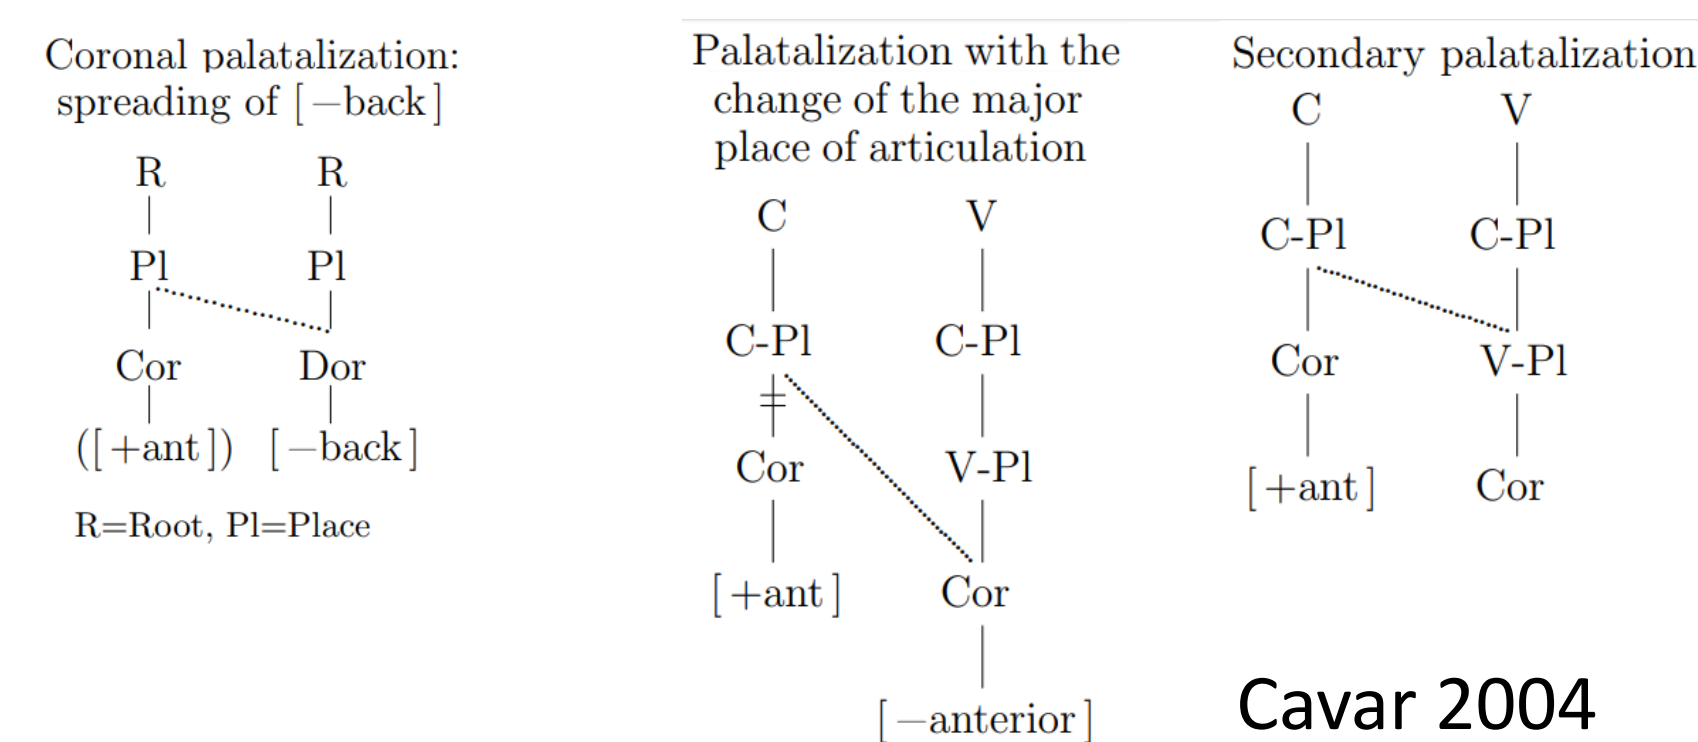 Coronal palatalization:
spreading of [−back]
R R
Pl Pl
Cor Dor
([+ant]) [−back]
R=Root, Pl=Place
Palatalization with the
change of the major
place of articulation
C V
C-Pl C-Pl
Cor V-Pl
[+ant] Cor
[−anterior]
Secondary palatalization
C V
C-Pl C-Pl
Cor V-Pl
[+ant] Cor
Cavar 2004